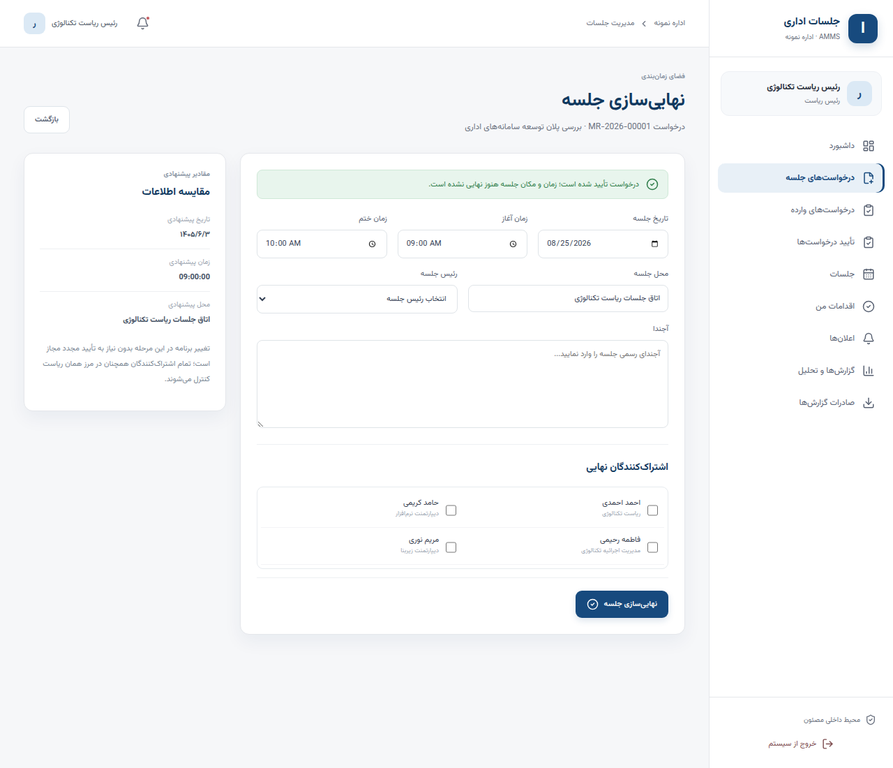 ا
جلسات اداری
AMMS · اداره نمونه
ر
رئیس ریاست تکنالوژی
رئیس ریاست
داشبورد
درخواست‌های جلسه
درخواست‌های وارده
تأیید درخواست‌ها
جلسات
اقدامات من
اعلان‌ها
گزارش‌ها و تحلیل
صادرات گزارش‌ها
محیط داخلی مصئون
خروج از سیستم
اداره نمونه
مدیریت جلسات
رئیس ریاست تکنالوژی
ر
فضای زمان‌بندی
نهایی‌سازی جلسه
درخواست MR-2026-00001 · بررسی پلان توسعه سامانه‌های اداری
بازگشت
درخواست تأیید شده است؛ زمان و مکان جلسه هنوز نهایی نشده است.
تاریخ جلسه
08/25/2026
زمان آغاز
09:00 AM
زمان ختم
10:00 AM
محل جلسه
اتاق جلسات ریاست تکنالوژی
رئیس جلسه
انتخاب رئیس جلسه
آجندا
آجندای رسمی جلسه را وارد نمایید...
اشتراک‌کنندگان نهایی
احمد احمدی
ریاست تکنالوژی
حامد کریمی
دیپارتمنت نرم‌افزار
فاطمه رحیمی
مدیریت اجرائیه تکنالوژی
مریم نوری
دیپارتمنت زیربنا
نهایی‌سازی جلسه
مقادیر پیشنهادی
مقایسه اطلاعات
تاریخ پیشنهادی
۱۴۰۵/۶/۳
زمان پیشنهادی
09:00:00
محل پیشنهادی
اتاق جلسات ریاست تکنالوژی
تغییر برنامه در این مرحله بدون نیاز به تأیید مجدد مجاز
است؛ تمام اشتراک‌کنندگان همچنان در مرز همان ریاست
کنترل می‌شوند.